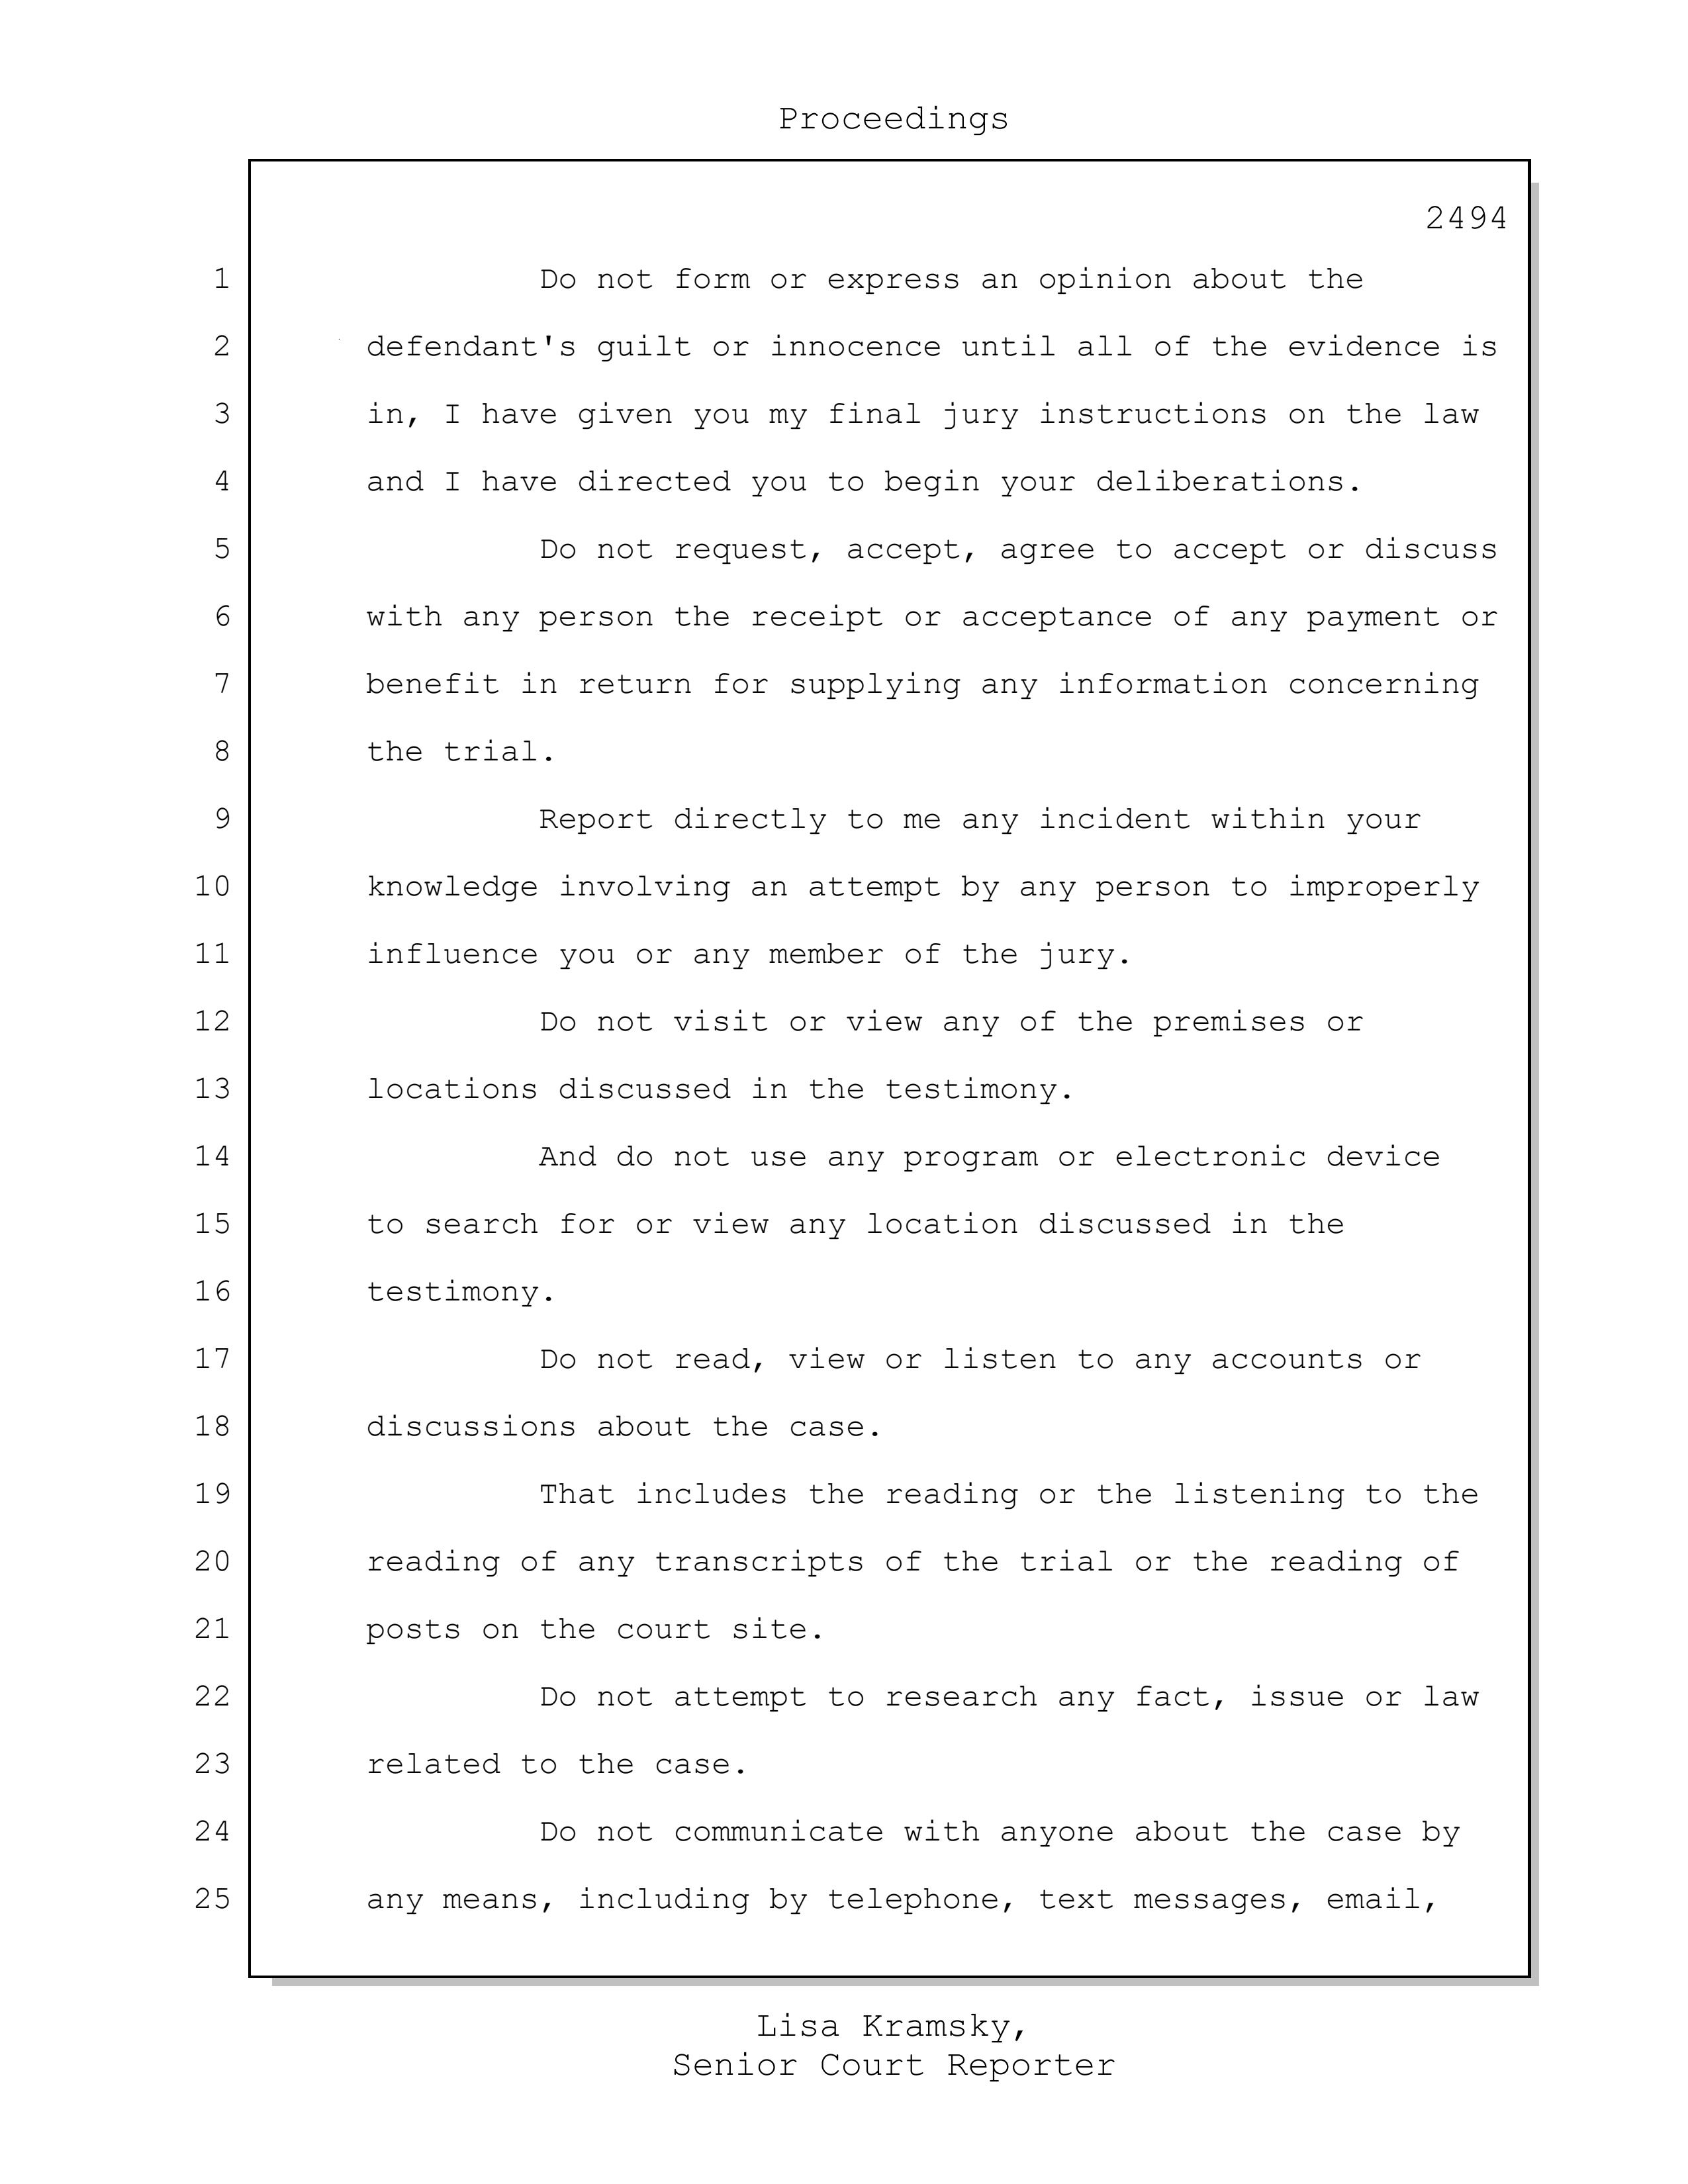 Proceedings
2494
1 Do not form or express an opinion about the
2 defendant's guilt or innocence until all of the evidence is
3 in, I have given you my final jury instructions on the law
4 and I have directed you to begin your deliberations.
5 Do not request, accept, agree to accept or discuss
6 with any person the receipt or acceptance of any payment or
7 benefit in return for supplying any information concerning
8 the trial.
9 Report directly to me any incident within your
10 knowledge involving an attempt by any person to improperly
11 influence you or any member of the jury.
12 Do not visit or view any of the premises or
13 locations discussed in the testimony.
14 And do not use any program or electronic device
15 to search for or view any location discussed in the
16 testimony.
17 Do not read, view or listen to any accounts or
18 discussions about the case.
19 That includes the reading or the listening to the
20 reading of any transcripts of the trial or the reading of
21 posts on the court site.
22 Do not attempt to research any fact, issue or law
23 related to the case.
24 Do not communicate with anyone about the case by
25 any means, including by telephone, text messages, email,
Lisa Kramsky,
Senior Court Reporter